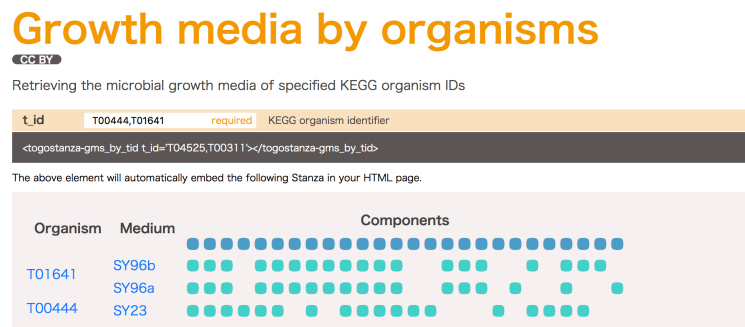 Growth media by organisms
CC BY
Retrieving the microbial growth media of specified KEGG organism IDs
t_id T00444,T01641 required KEGG organism identifier
<togostanza-gms_by_tid t_id='T04525,T00311'></togostanza-gms_by_tid>
The above element will automatically embed the following Stanza in your HTML page.
Organism Medium Components
T01641 SY96b
SY96a
T00444 SY23